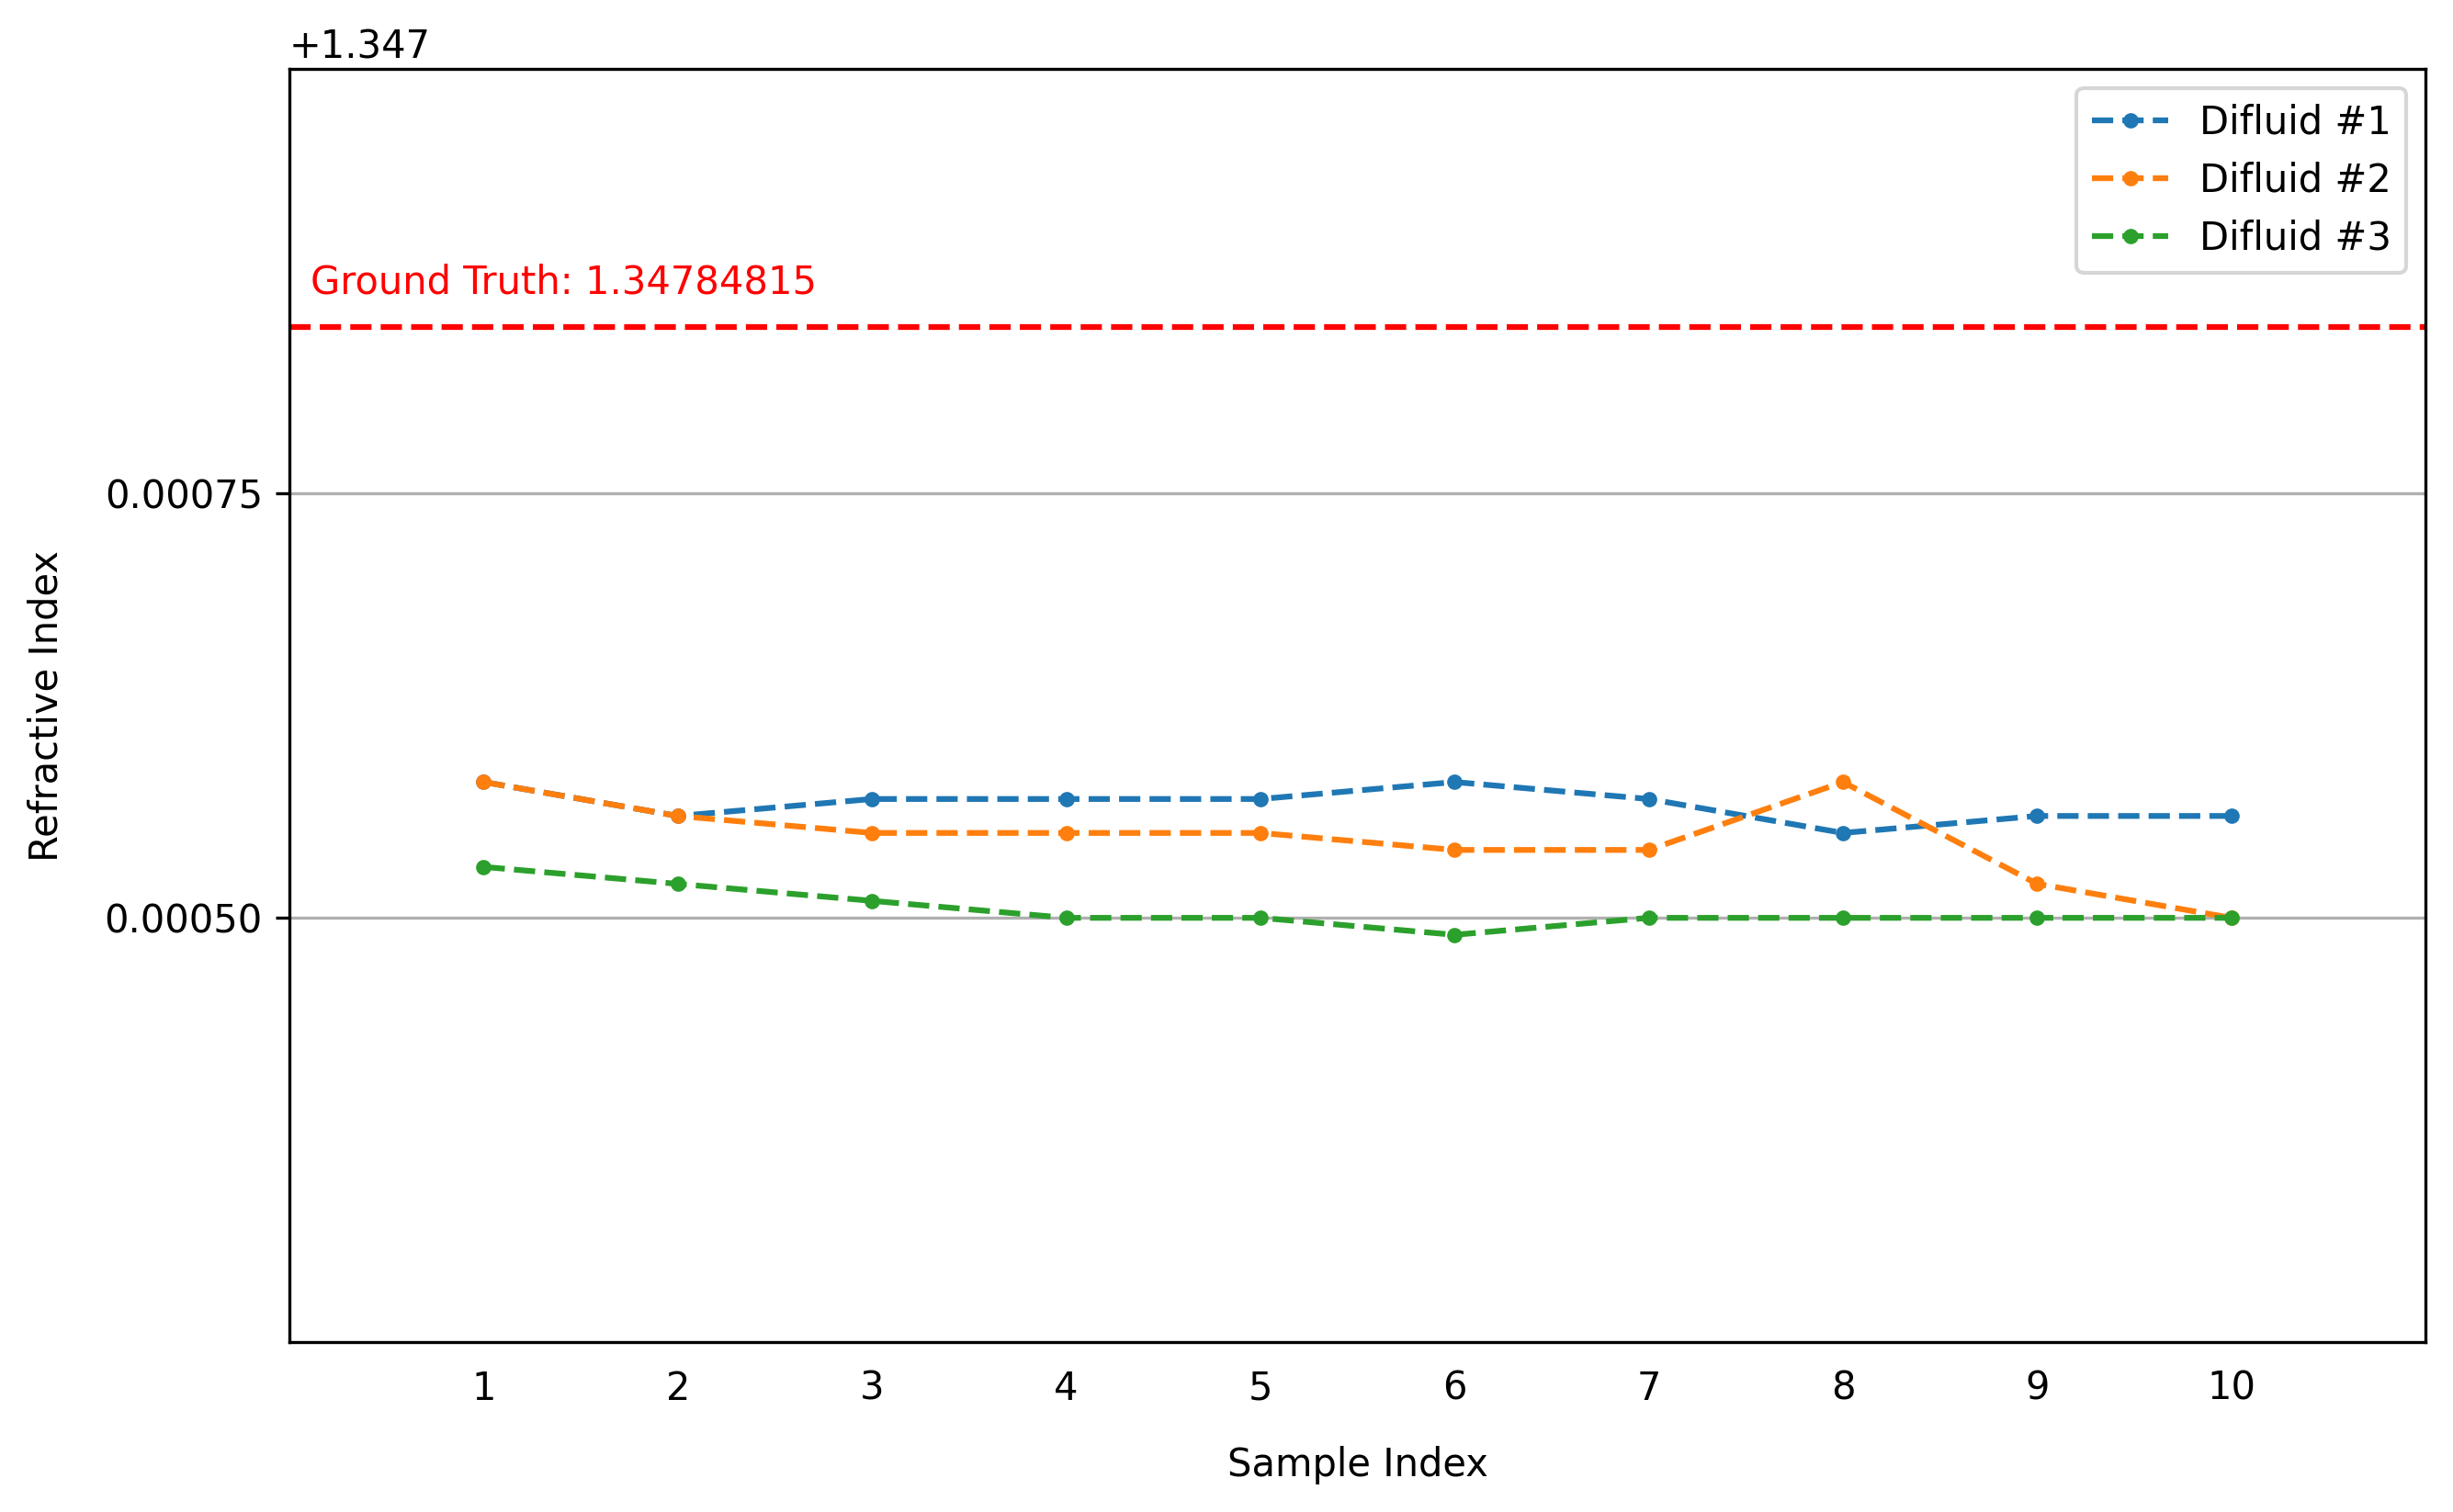 +1.347
Difluid #1
Difluid #2
Difluid #3
Ground Truth: 1.34784815
0.00075
0.00050
Refractive Index
1 2 3 4 5 6 7 8 9 10
Sample Index